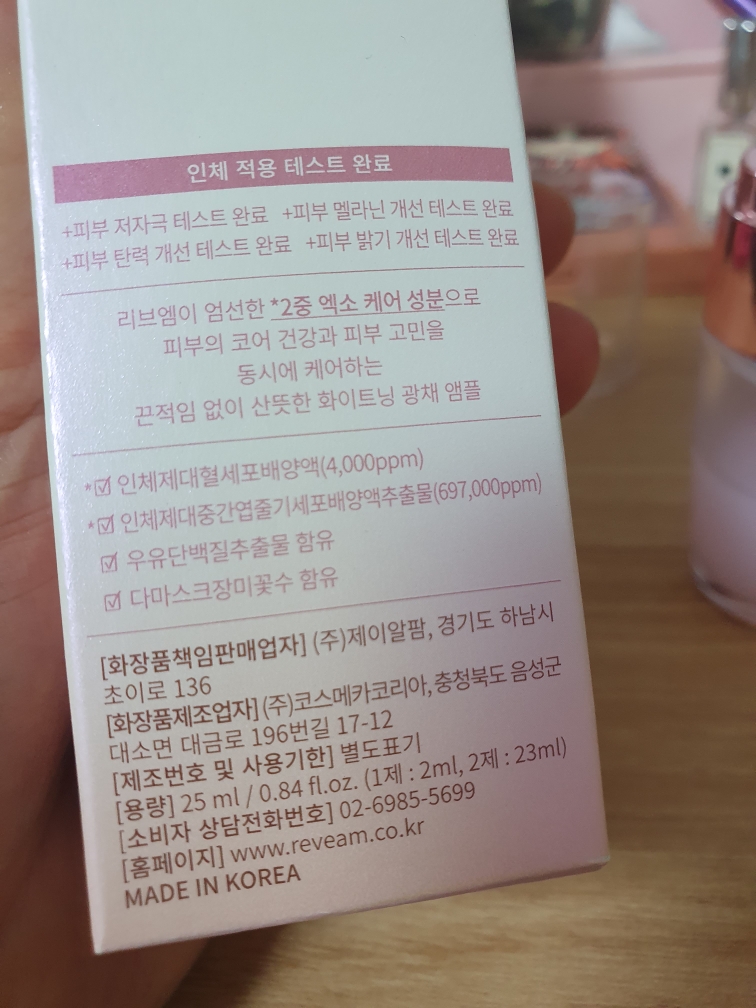 인체 적용 테스트 완료
+피부 저자극 테스트 완료 +피부 멜라닌 개선 테스트 완료
+피부 탄력 개선 테스트 완료 +피부 밝기 개선 테스트 완료
리브엠이 엄선한 *2중 엑소 케어 성분으로
피부의 코어 건강과 피부 고민을
동시에 케어하는
끈적임 없이 산뜻한 화이트닝 광채 앰플
*☑ 인체제대혈세포배양액(4,000ppm)
*☑ 인체제대중간엽줄기세포배양액추출물(697,000ppm)
☑ 우유단백질추출물 함유
☑ 다마스크장미꽃수 함유
[화장품책임판매업자] (주)제이알팜, 경기도 하남시
초이로 136
[화장품제조업자] (주)코스메카코리아, 충청북도 음성군
대소면 대금로 196번길 17-12
[제조번호 및 사용기한] 별도표기
[용량] 25 ml / 0.84 fl.oz. (1제 : 2ml, 2제 : 23ml)
[소비자 상담전화번호] 02-6985-5699
[홈페이지] www.reveam.co.kr
MADE IN KOREA